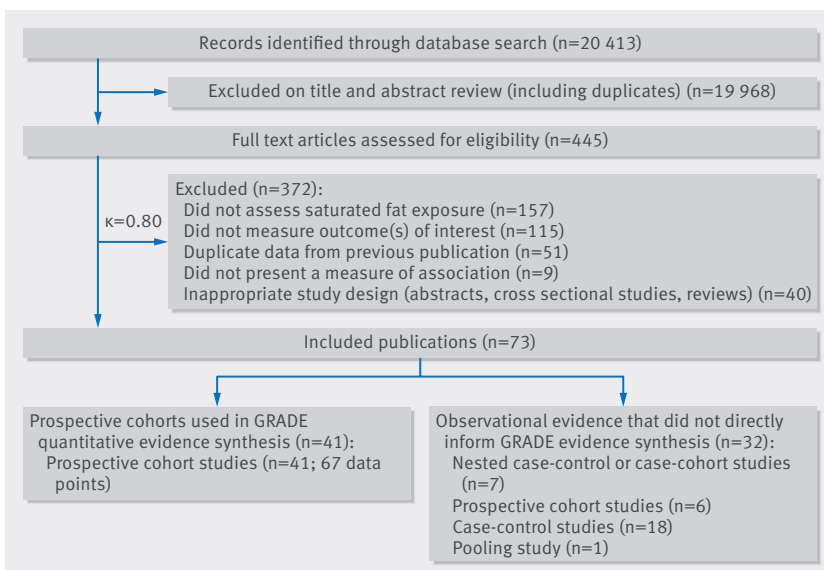 Records identified through database search (n=20 413)
Excluded on title and abstract review (including duplicates) (n=19 968)
Full text articles assessed for eligibility (n=445)
κ=0.80
Excluded (n=372):
Did not assess saturated fat exposure (n=157)
Did not measure outcome(s) of interest (n=115)
Duplicate data from previous publication (n=51)
Did not present a measure of association (n=9)
Inappropriate study design (abstracts, cross sectional studies, reviews) (n=40)
Included publications (n=73)
Prospective cohorts used in GRADE
quantitative evidence synthesis (n=41):
Prospective cohort studies (n=41; 67 data
points)
Observational evidence that did not directly
inform GRADE evidence synthesis (n=32):
Nested case-control or case-cohort studies
(n=7)
Prospective cohort studies (n=6)
Case-control studies (n=18)
Pooling study (n=1)